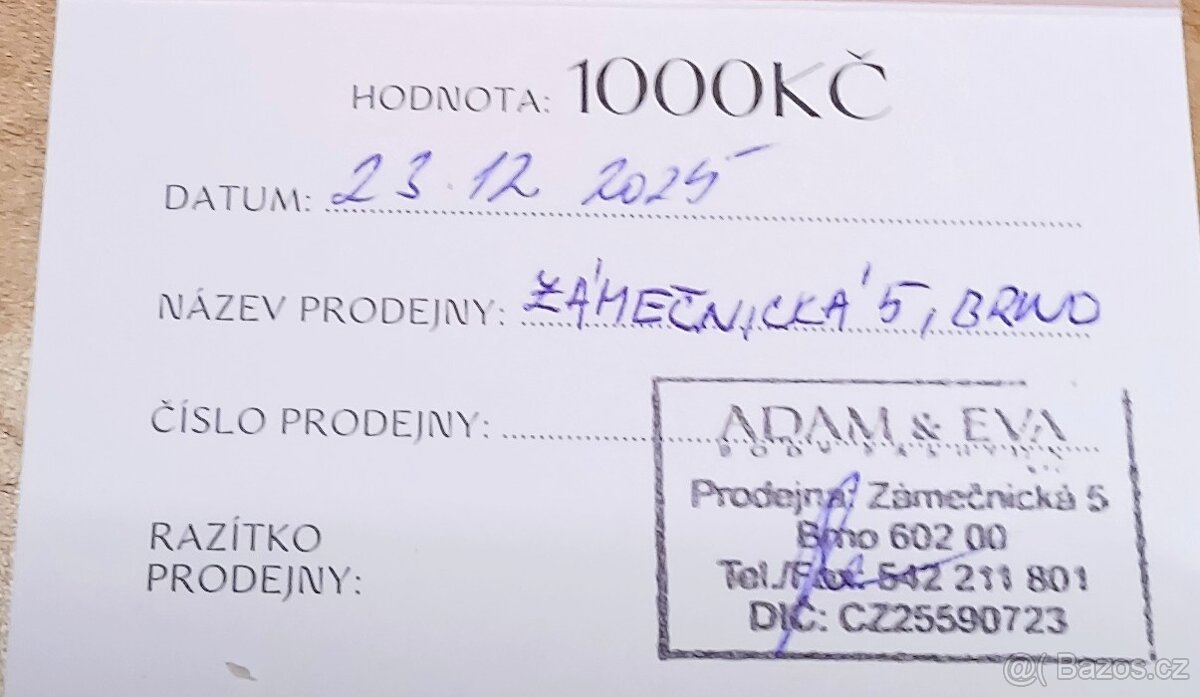 HODNOTA: 1000KČ
DATUM: 23.12 2025
NÁZEV PRODEJNY: ZÁMEČNICKÁ 5, BRNO
ČÍSLO PRODEJNY:
ADAM & EVA
Prodejna: Zámečnická 5
Brno 602 00
Tel./Fax: 542 211 801
DIČ: CZ25590723
RAZÍTKO
PRODEJNY:
@( Bazos.cz